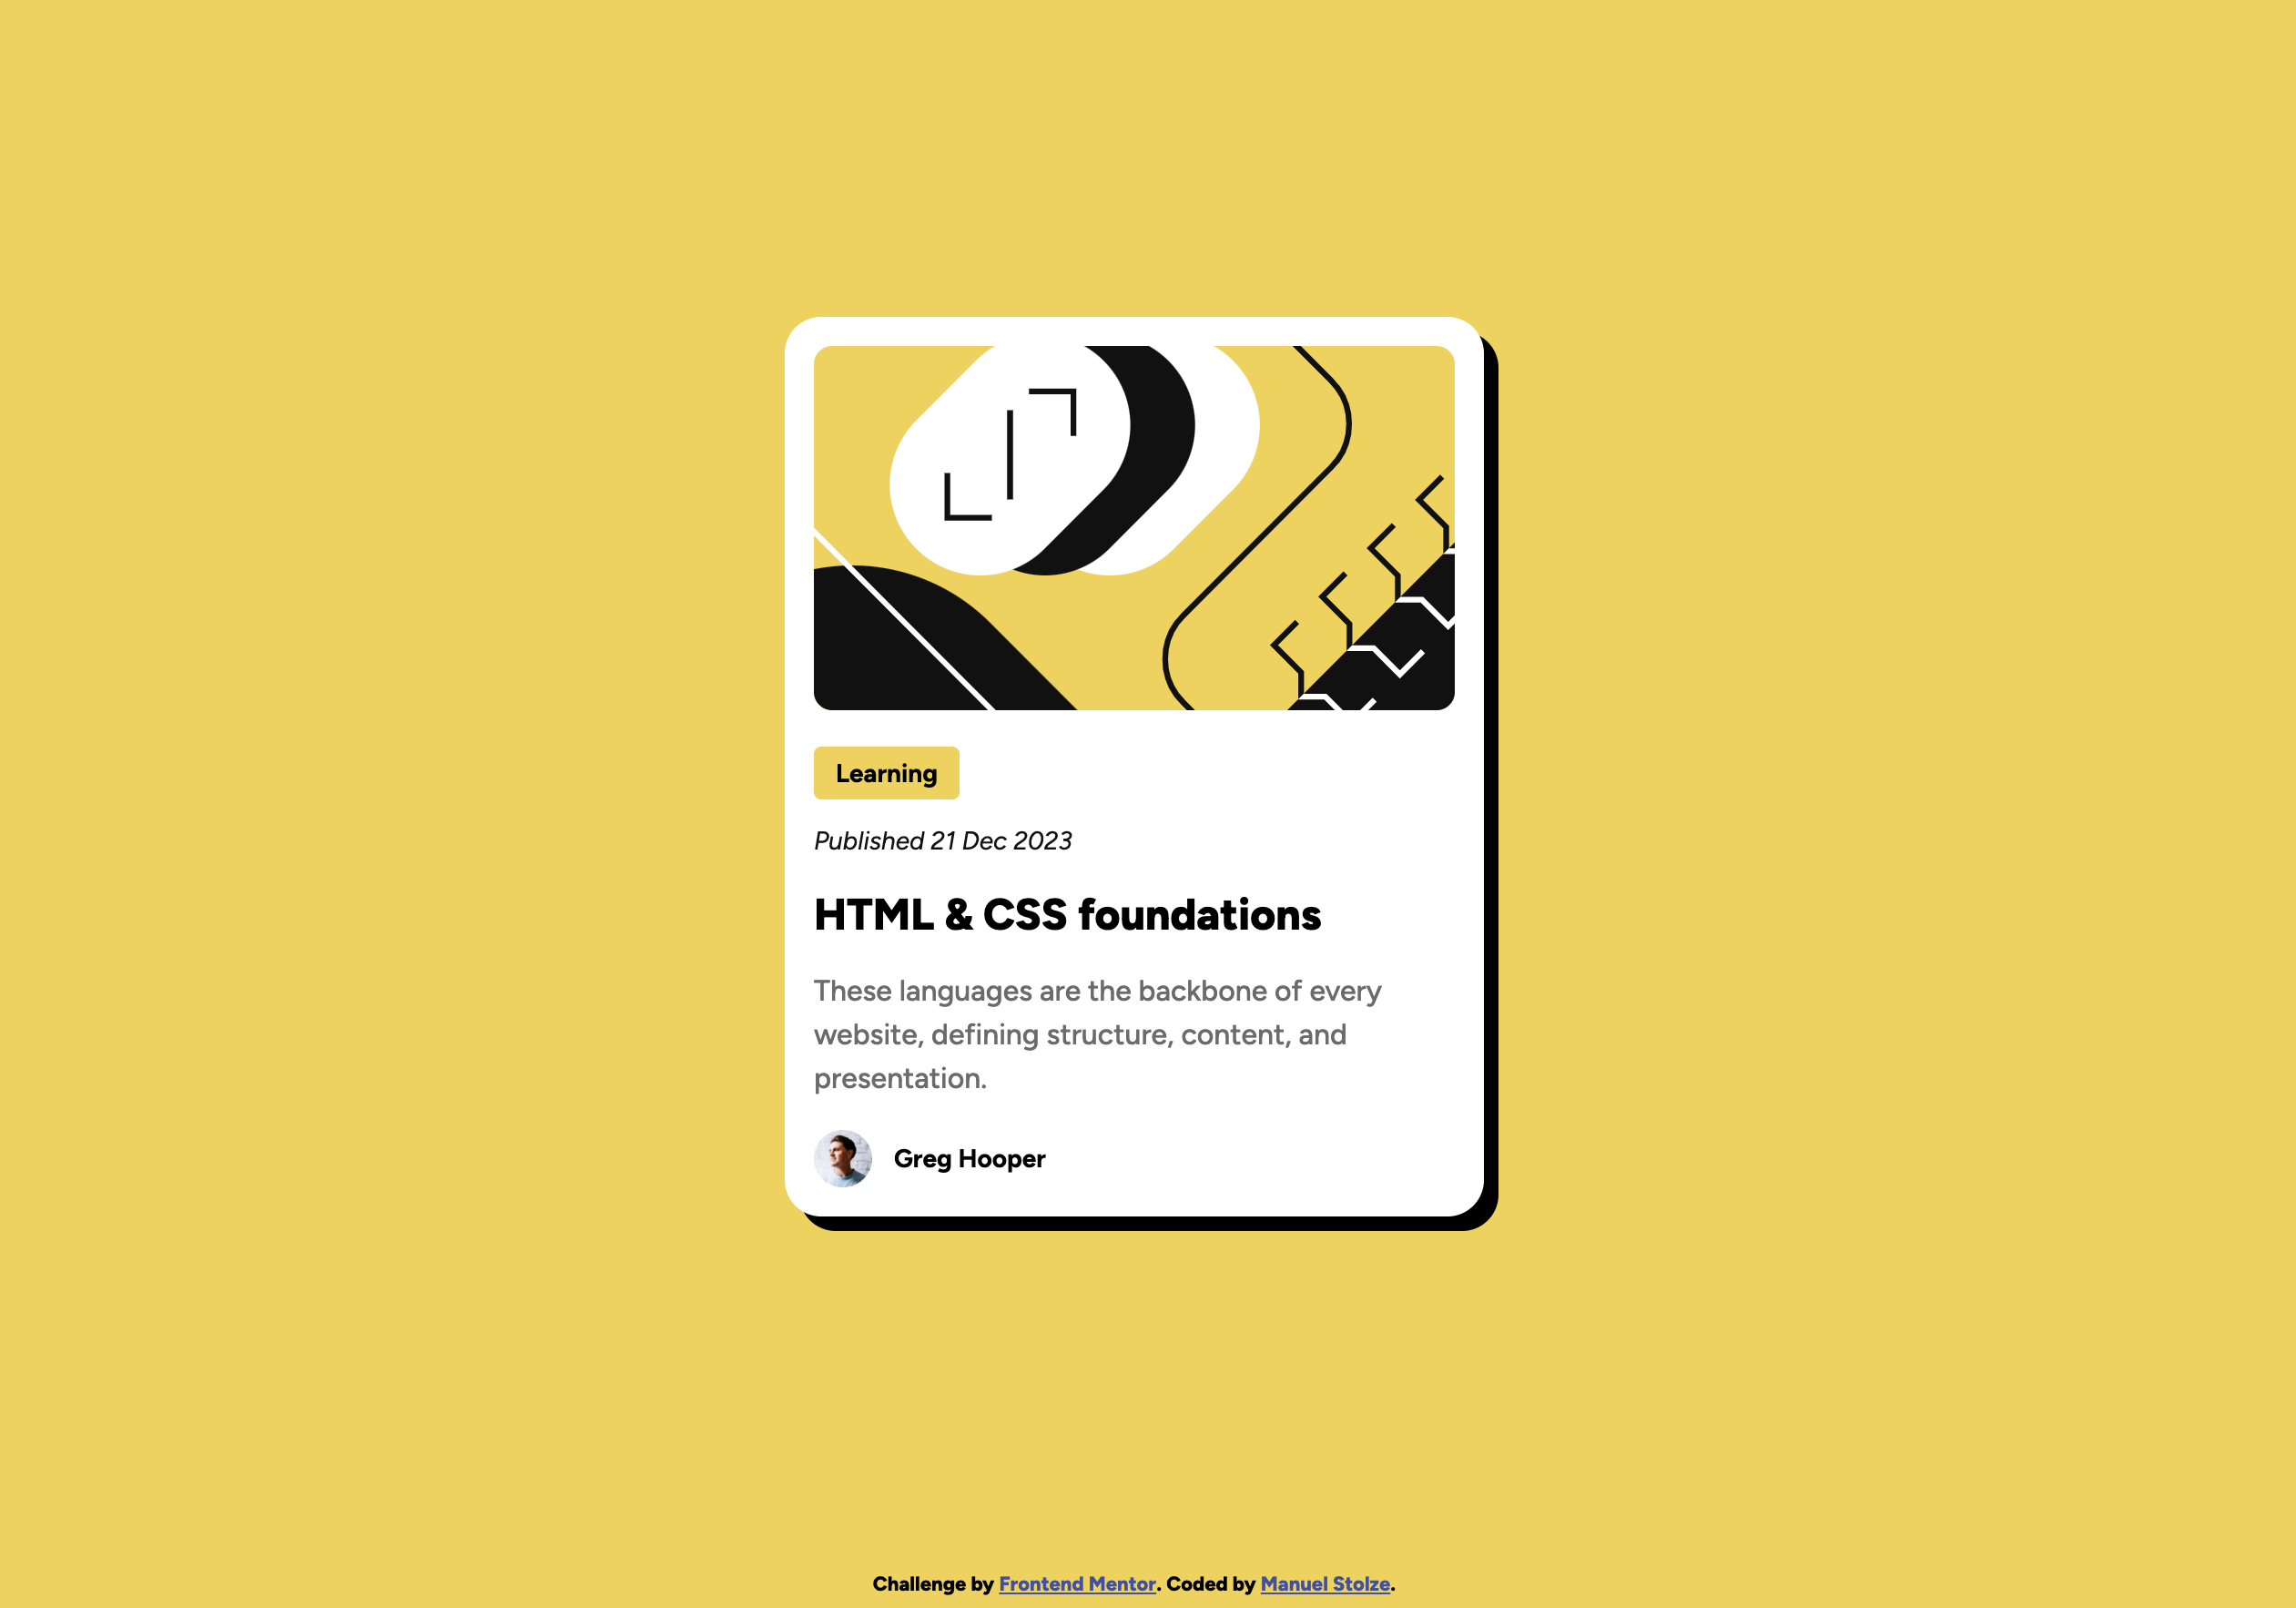 Learning
Published 21 Dec 2023
HTML & CSS foundations
These languages are the backbone of every
website, defining structure, content, and
presentation.
Greg Hooper
Challenge by Frontend Mentor. Coded by Manuel Stolze.